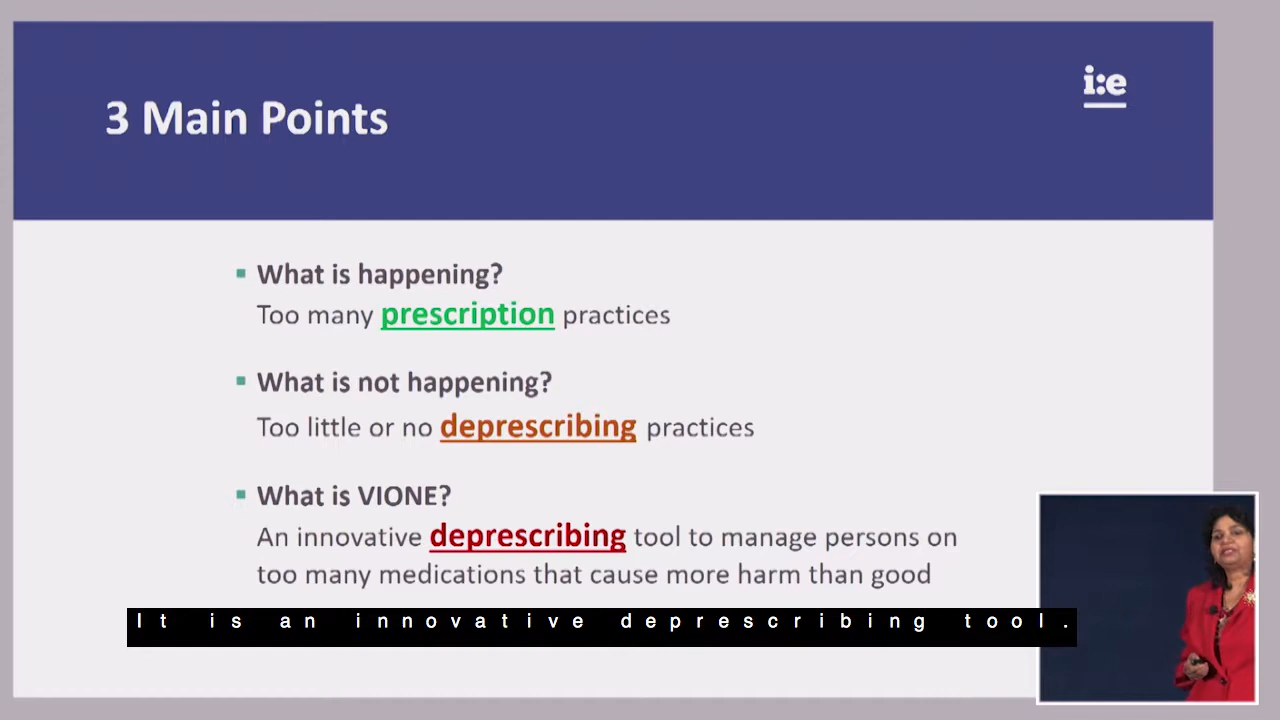 i:e
3 Main Points
What is happening?
Too many prescription practices
What is not happening?
Too little or no deprescribing practices
What is VIONE?
An innovative deprescribing tool to manage persons on
too many medications that cause more harm than good
It is an innovative deprescribing tool.